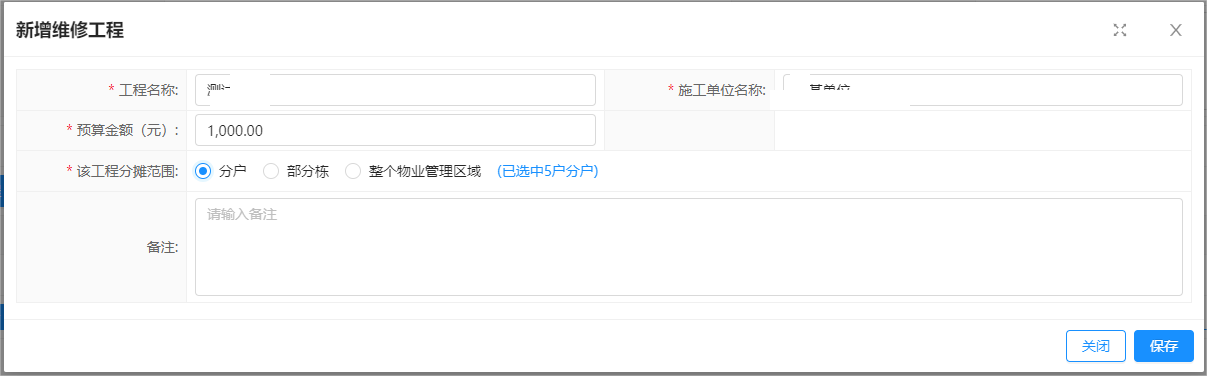 新增维修工程
* 工程名称:
* 施工单位名称: 某单位
* 预算金额（元）: 1,000.00
* 该工程分摊范围: 分户 部分栋 整个物业管理区域 (已选中5户分户)
备注: 请输入备注
关闭 保存